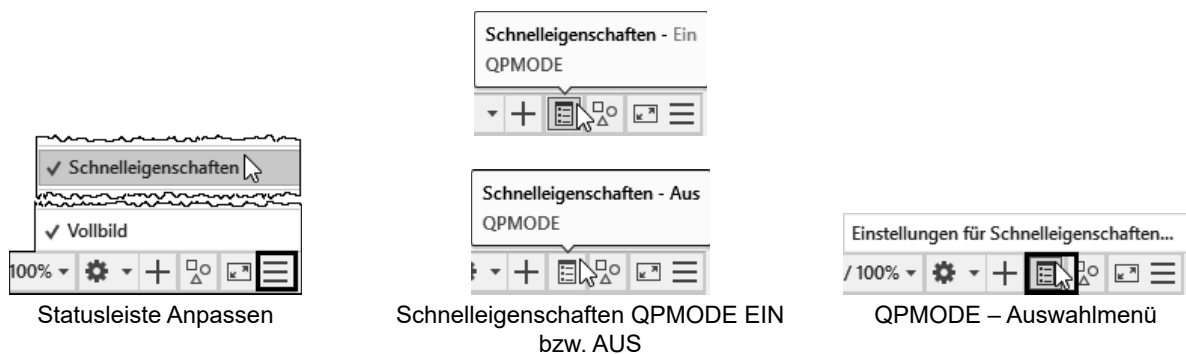 Schnelleigenschaften - Ein
QPMODE
Schnelleigenschaften
Vollbild
100%
Statusleiste Anpassen
Schnelleigenschaften - Aus
QPMODE
Schnelleigenschaften QPMODE EIN
bzw. AUS
Einstellungen für Schnelleigenschaften...
/ 100%
QPMODE – Auswahlmenü